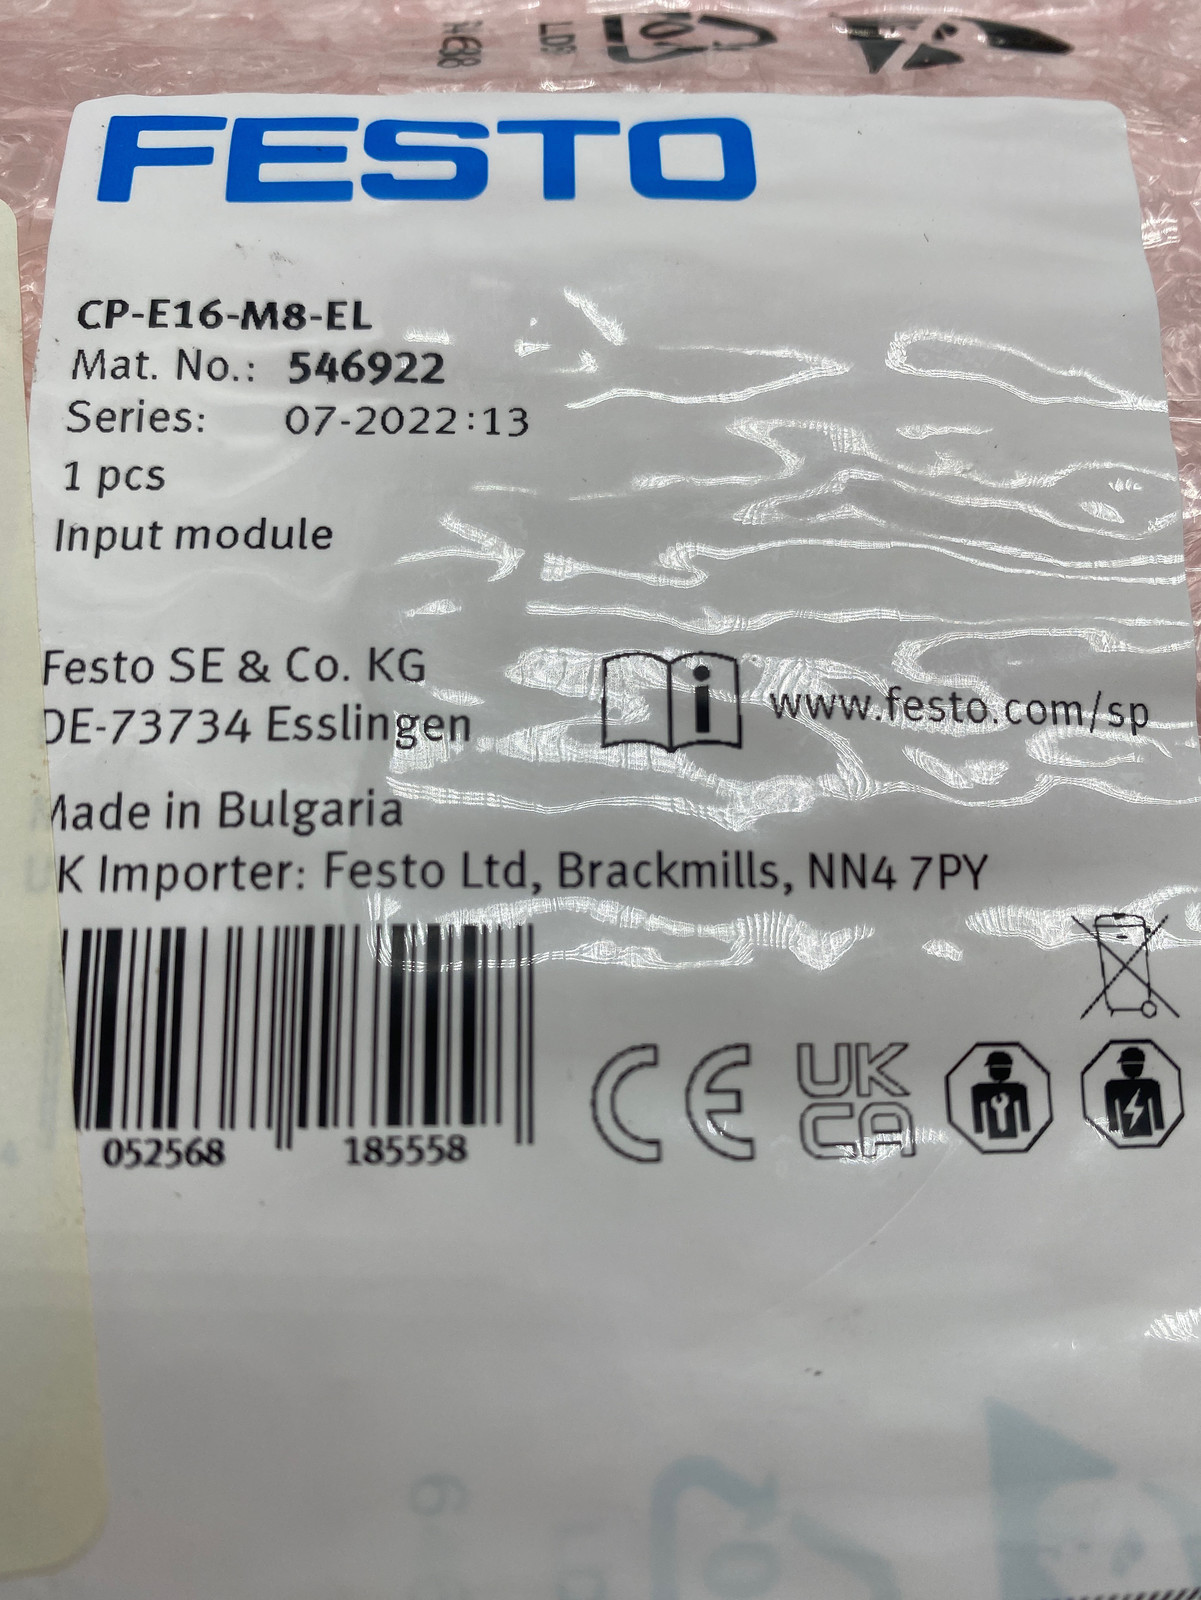 FESTO
CP-E16-M8-EL
Mat. No.: 546922
Series: 07-2022:13
1 pcs
Input module
Festo SE & Co. KG
DE-73734 Esslingen
www.festo.com/sp
Made in Bulgaria
UK Importer: Festo Ltd, Brackmills, NN4 7PY
052568 185558
CE UK
CA